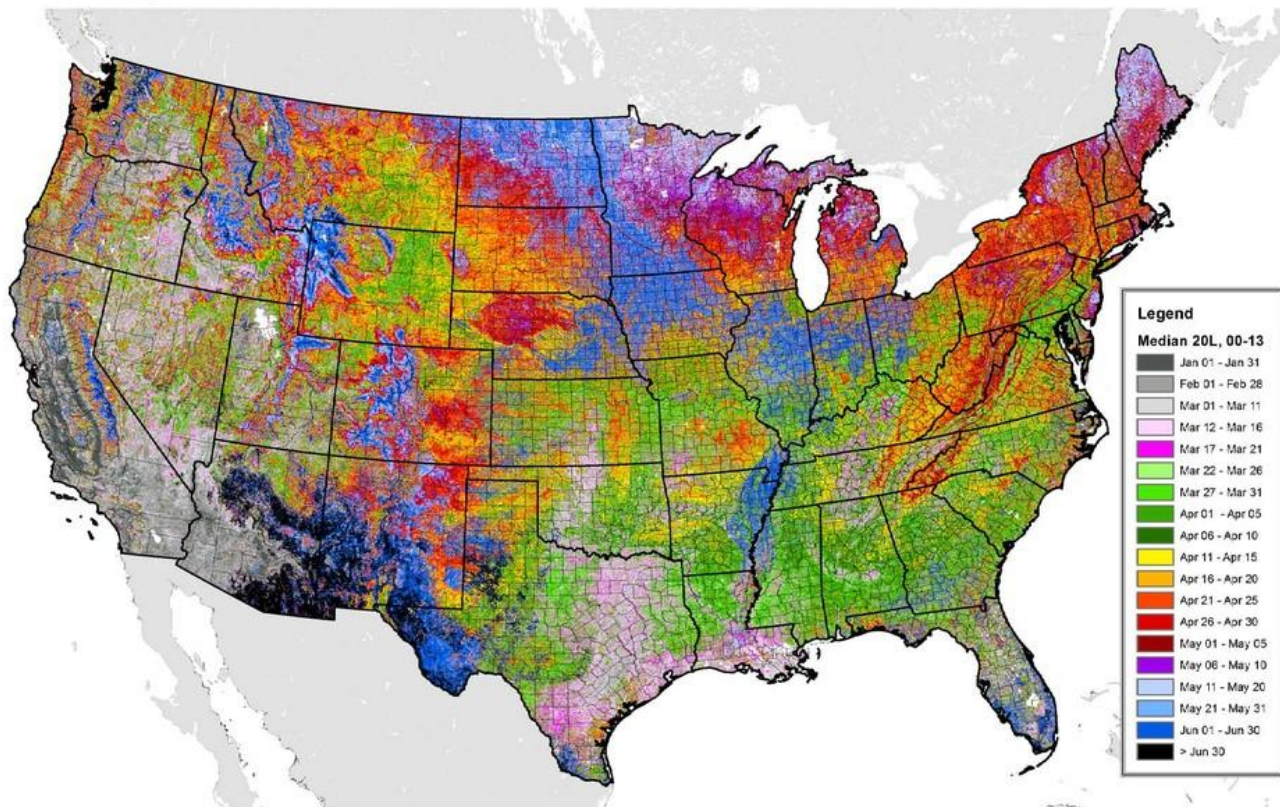 Legend
Median 20L, 00-13
Jan 01 - Jan 31
Feb 01 - Feb 28
Mar 01 - Mar 11
Mar 12 - Mar 16
Mar 17 - Mar 21
Mar 22 - Mar 26
Mar 27 - Mar 31
Apr 01 - Apr 05
Apr 06 - Apr 10
Apr 11 - Apr 15
Apr 16 - Apr 20
Apr 21 - Apr 25
Apr 26 - Apr 30
May 01 - May 05
May 06 - May 10
May 11 - May 20
May 21 - May 31
Jun 01 - Jun 30
> Jun 30